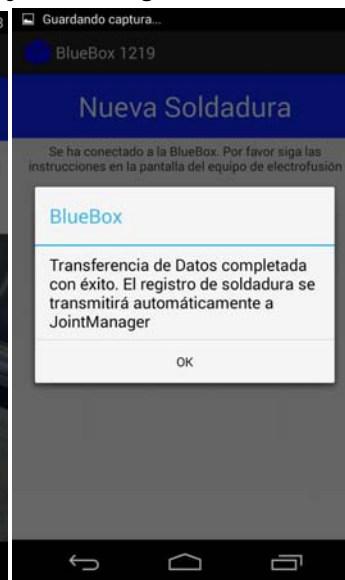 Guardando captura...
BlueBox 1219
Nueva Soldadura
Se ha conectado a la BlueBox. Por favor siga las
instrucciones en la pantalla del equipo de electrofusión
BlueBox
Transferencia de Datos completada
con éxito. El registro de soldadura se
transmitirá automáticamente a
JointManager
OK